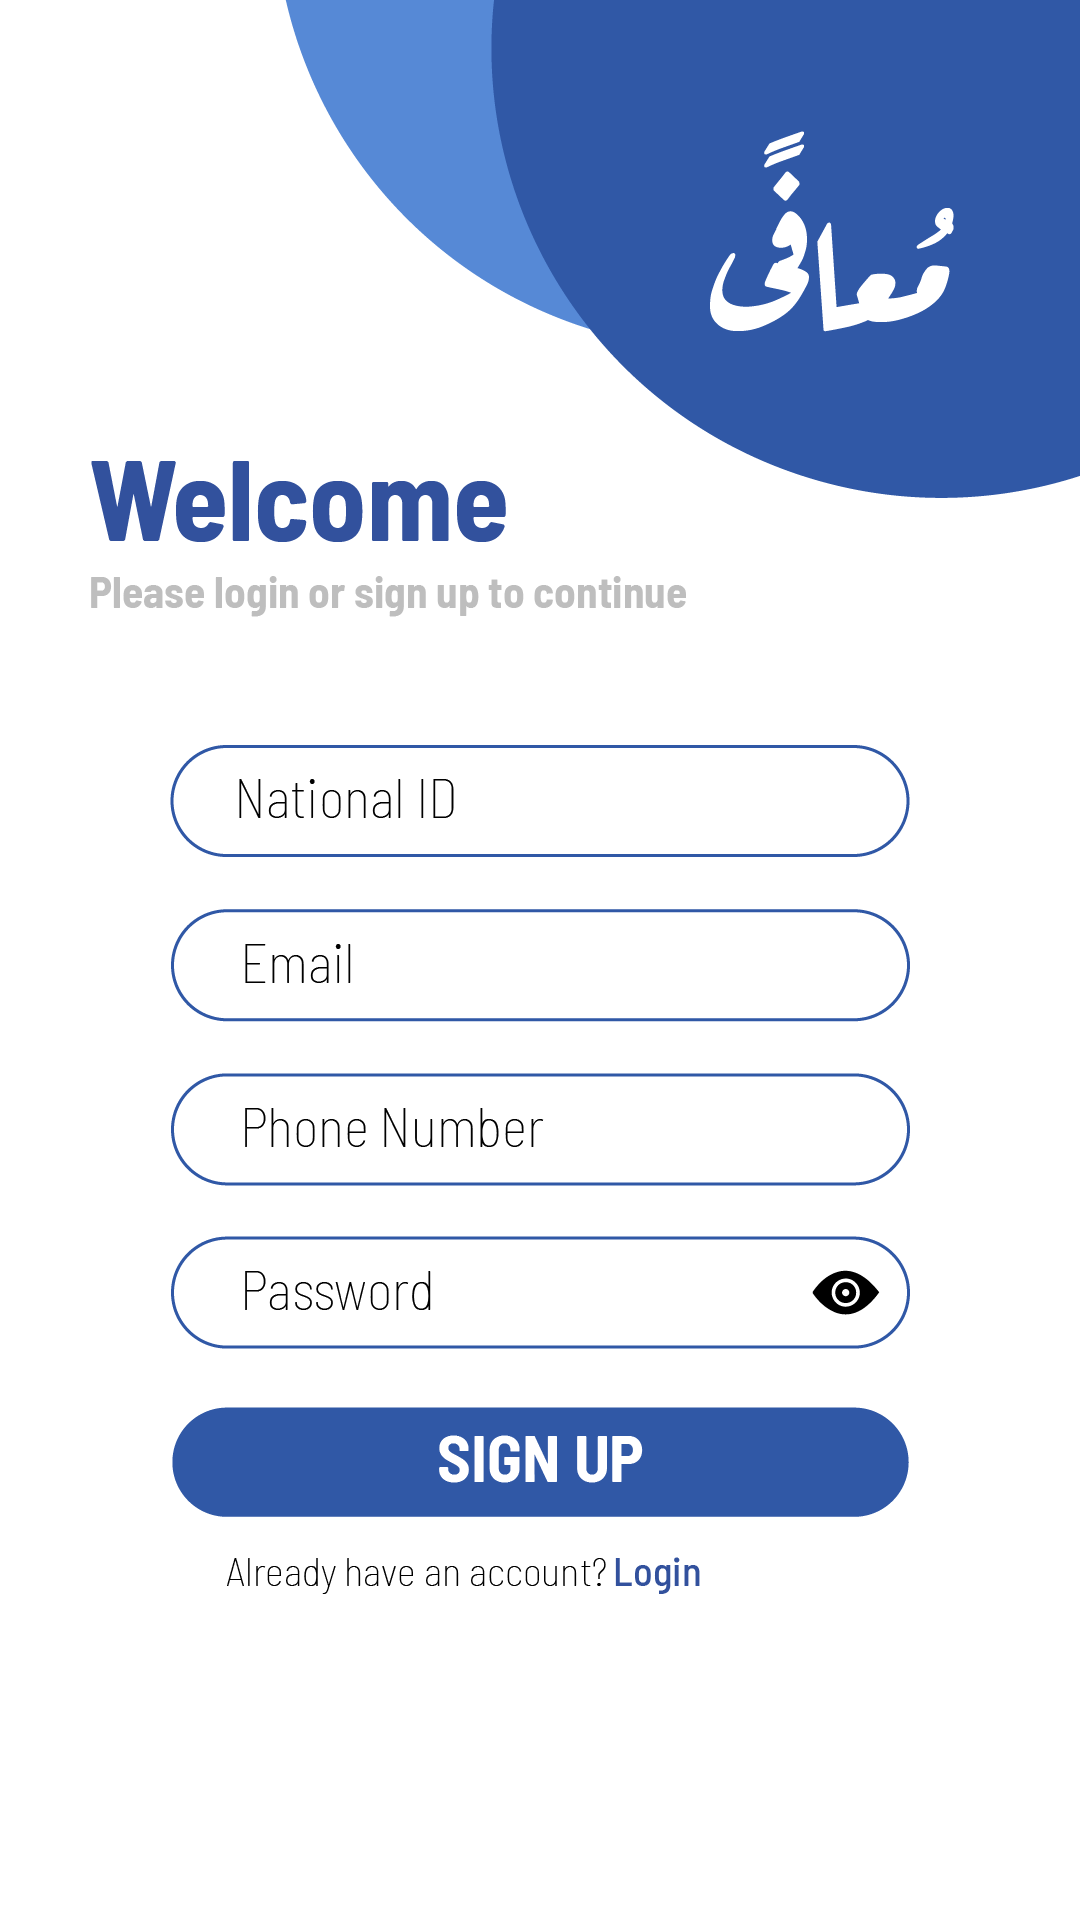 مُعافًى
Welcome
Please login or sign up to continue
National ID
Email
Phone Number
Password
SIGN UP
Already have an account? Login